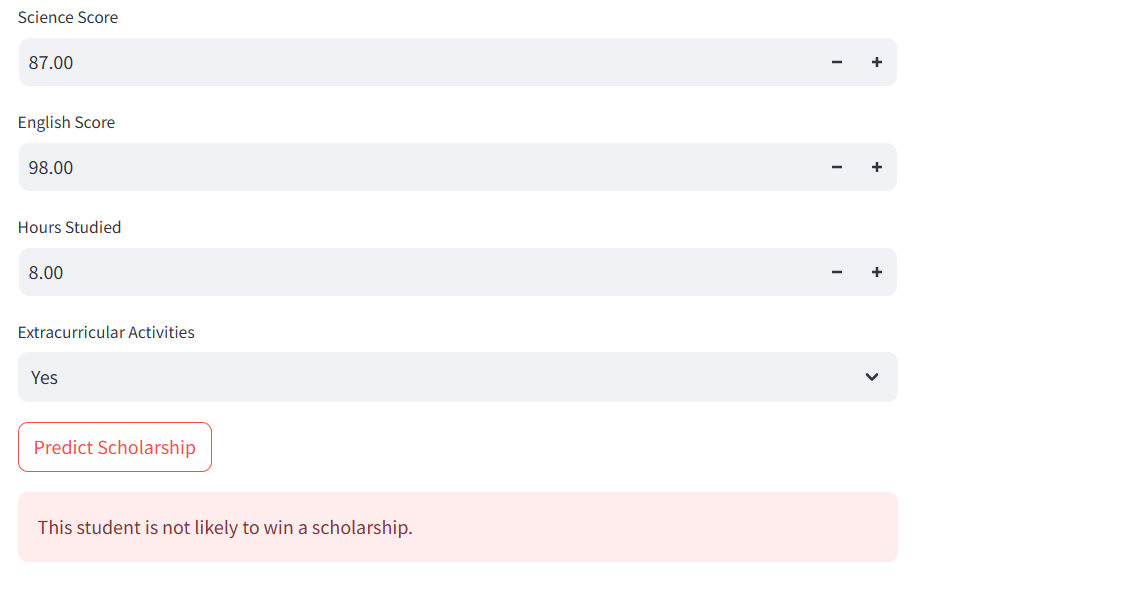 Science Score
87.00
English Score
98.00
Hours Studied
8.00
Extracurricular Activities
Yes
Predict Scholarship
This student is not likely to win a scholarship.